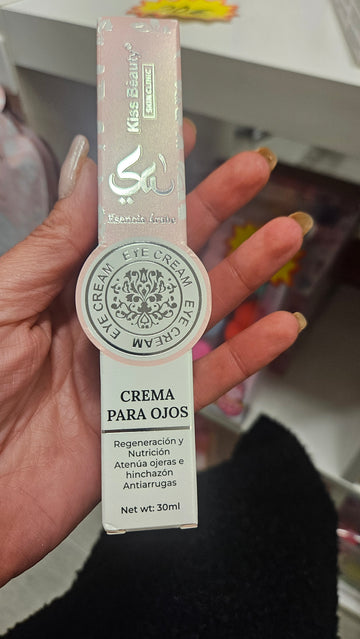 Kiss Beauty®
SKIN CLINIC
EYE CREAM EYE CREAM EYE CREAM
CREMA
PARA OJOS
Regeneración y
Nutrición
Atenúa ojeras e
hinchazón
Antiarrugas
Net wt: 30ml